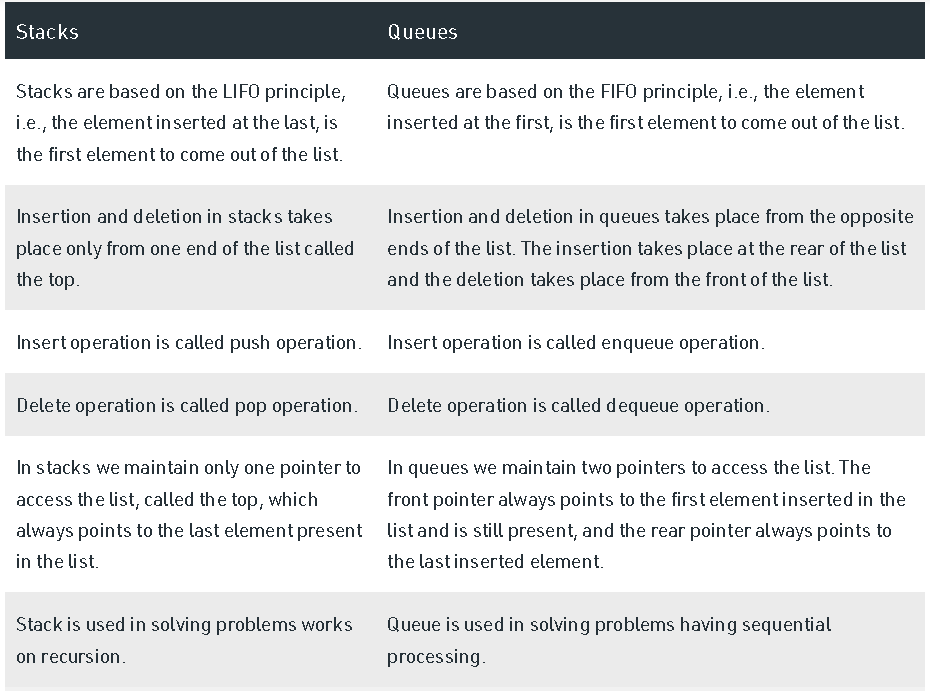 Stacks
Queues
Stacks are based on the LIFO principle,
i.e., the element inserted at the last, is
the first element to come out of the list.
Queues are based on the FIFO principle, i.e., the element
inserted at the first, is the first element to come out of the list.
Insertion and deletion in stacks takes
place only from one end of the list called
the top.
Insertion and deletion in queues takes place from the opposite
ends of the list. The insertion takes place at the rear of the list
and the deletion takes place from the front of the list.
Insert operation is called push operation.
Insert operation is called enqueue operation.
Delete operation is called pop operation.
Delete operation is called dequeue operation.
In stacks we maintain only one pointer to
access the list, called the top, which
always points to the last element present
in the list.
In queues we maintain two pointers to access the list. The
front pointer always points to the first element inserted in the
list and is still present, and the rear pointer always points to
the last inserted element.
Stack is used in solving problems works
on recursion.
Queue is used in solving problems having sequential
processing.